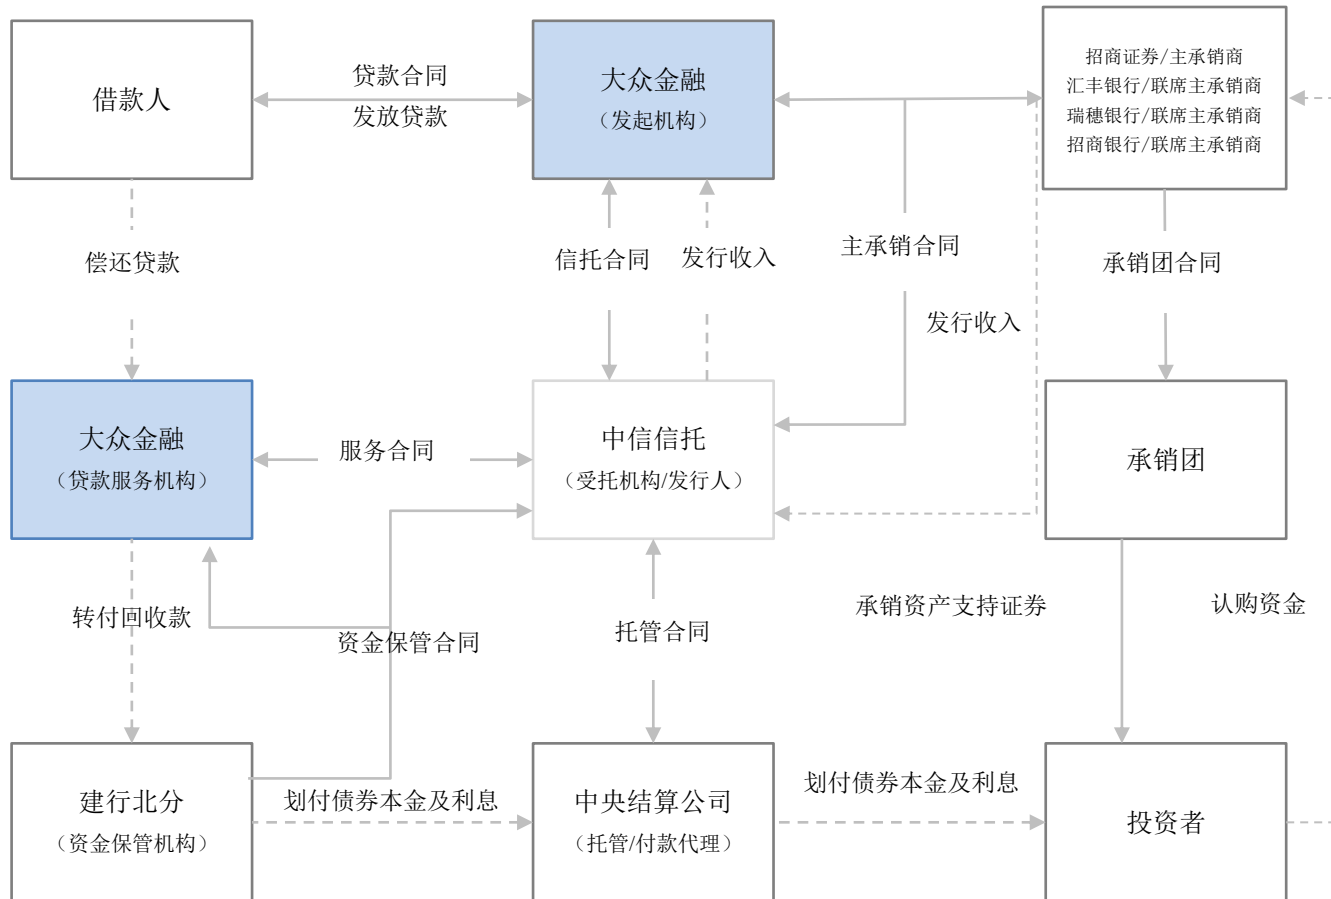 借款人
贷款合同
发放贷款
大众金融
（发起机构）
招商证券/主承销商
汇丰银行/联席主承销商
瑞穗银行/联席主承销商
招商银行/联席主承销商
偿还贷款
信托合同
发行收入
主承销合同
发行收入
承销团合同
大众金融
（贷款服务机构）
服务合同
中信信托
（受托机构/发行人）
承销团
转付回收款
资金保管合同
托管合同
承销资产支持证券
认购资金
建行北分
（资金保管机构）
划付债券本金及利息
中央结算公司
（托管/付款代理）
划付债券本金及利息
投资者